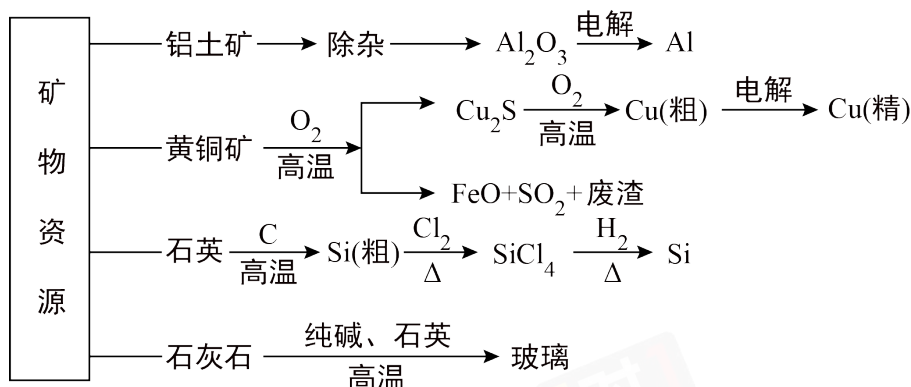 矿物资源
铝土矿 → 除杂 → Al₂O₃ 电解→ Al
黄铜矿 O₂ 高温→
Cu₂S O₂ 高温→ Cu(粗) 电解→ Cu(精)
FeO+SO₂+废渣
石英 C 高温→ Si(粗) Cl₂ Δ→ SiCl₄ H₂ Δ→ Si
石灰石 纯碱、石英 高温→ 玻璃